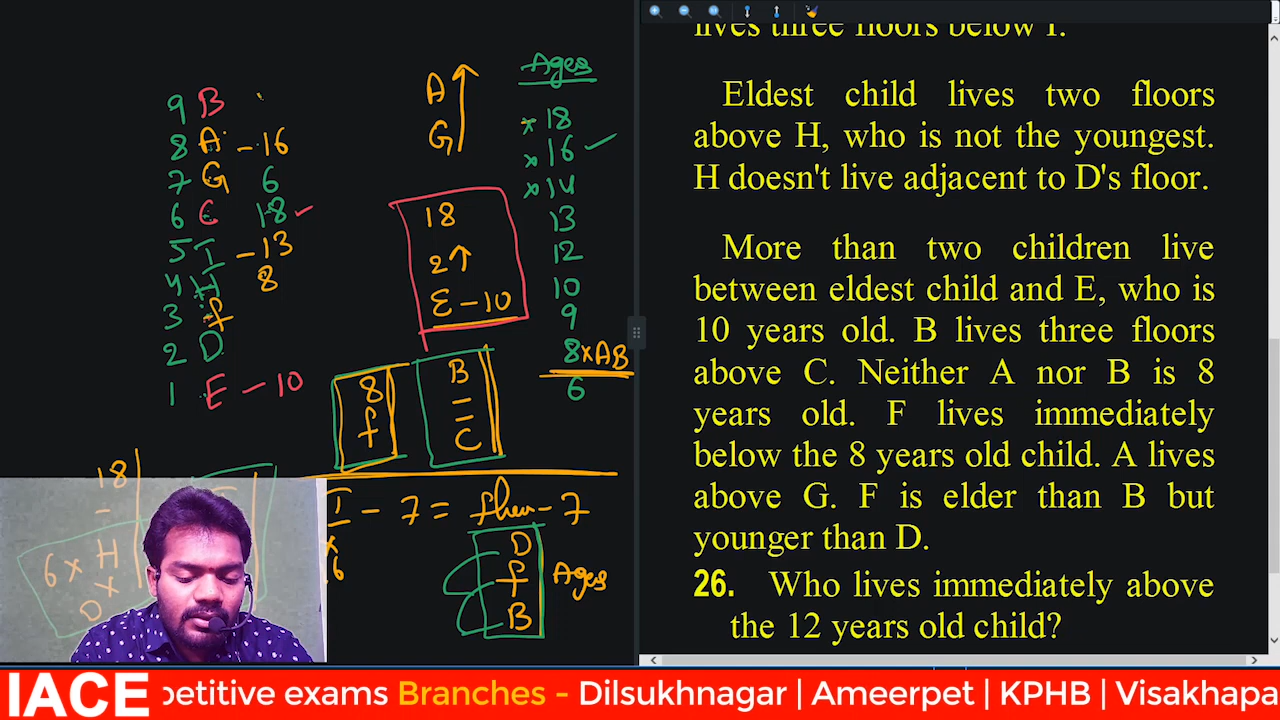 9 B
8 A - 16
7 G 6
6 C 18 ✓
5 I - 13
4 H 8
3 F
2 D
1 E - 10
A
G
18
2↑
E - 10
Ages
× 18
× 16 ✓
× 14
13
12
10
9
8 × AB
6
8
F
B
–
–
C
I - 7 = - 7
×
D
F
B
Ages
18
–
6 × H
×
D
lives three floors below I.
Eldest child lives two floors
above H, who is not the youngest.
H doesn't live adjacent to D's floor.
More than two children live
between eldest child and E, who is
10 years old. B lives three floors
above C. Neither A nor B is 8
years old. F lives immediately
below the 8 years old child. A lives
above G. F is elder than B but
younger than D.
26. Who lives immediately above
the 12 years old child?
IACE petitive exams Branches - Dilsukhnagar | Ameerpet | KPHB | Visakhapa